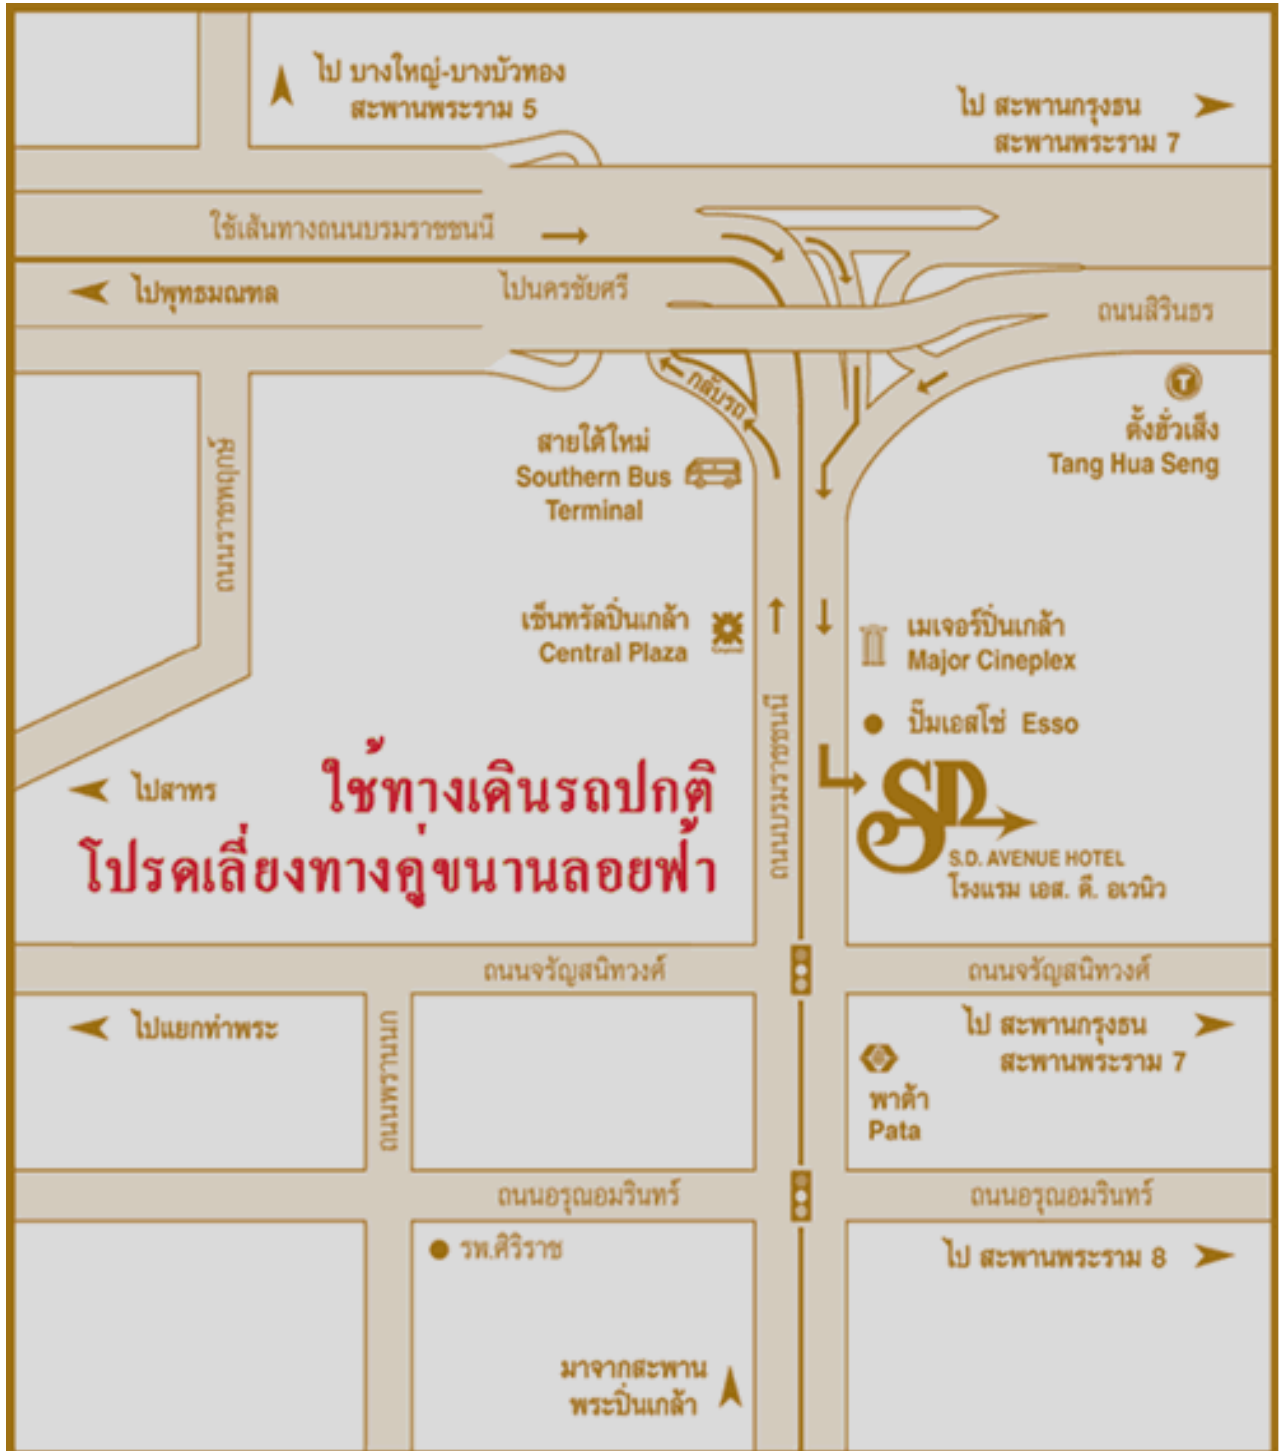 ไป บางใหญ่-บางบัวทอง
สะพานพระราม 5
ไป สะพานกรุงธน
สะพานพระราม 7
ใช้เส้นทางถนนบรมราชชนนี
ไปพุทธมณฑล
ไปนครชัยศรี
ถนนสิรินธร
กลับรถ
ตั้งฮั่วเส็ง
Tang Hua Seng
สายใต้ใหม่
Southern Bus
Terminal
ถนนราชพฤกษ์
เซ็นทรัลปิ่นเกล้า
Central Plaza
เมเจอร์ปิ่นเกล้า
Major Cineplex
ปั๊มเอสโซ่ Esso
ถนนบรมราชชนนี
ไปสาทร
ใช้ทางเดินรถปกติ
โปรดเลี่ยงทางคู่ขนานลอยฟ้า
SD
S.D. AVENUE HOTEL
โรงแรม เอส. ดี. อเวนิว
ถนนจรัญสนิทวงศ์
ถนนจรัญสนิทวงศ์
ไปแยกท่าพระ
ถนนพรานนก
ไป สะพานกรุงธน
สะพานพระราม 7
พาต้า
Pata
ถนนอรุณอมรินทร์
ถนนอรุณอมรินทร์
รพ.ศิริราช
ไป สะพานพระราม 8
มาจากสะพาน
พระปิ่นเกล้า